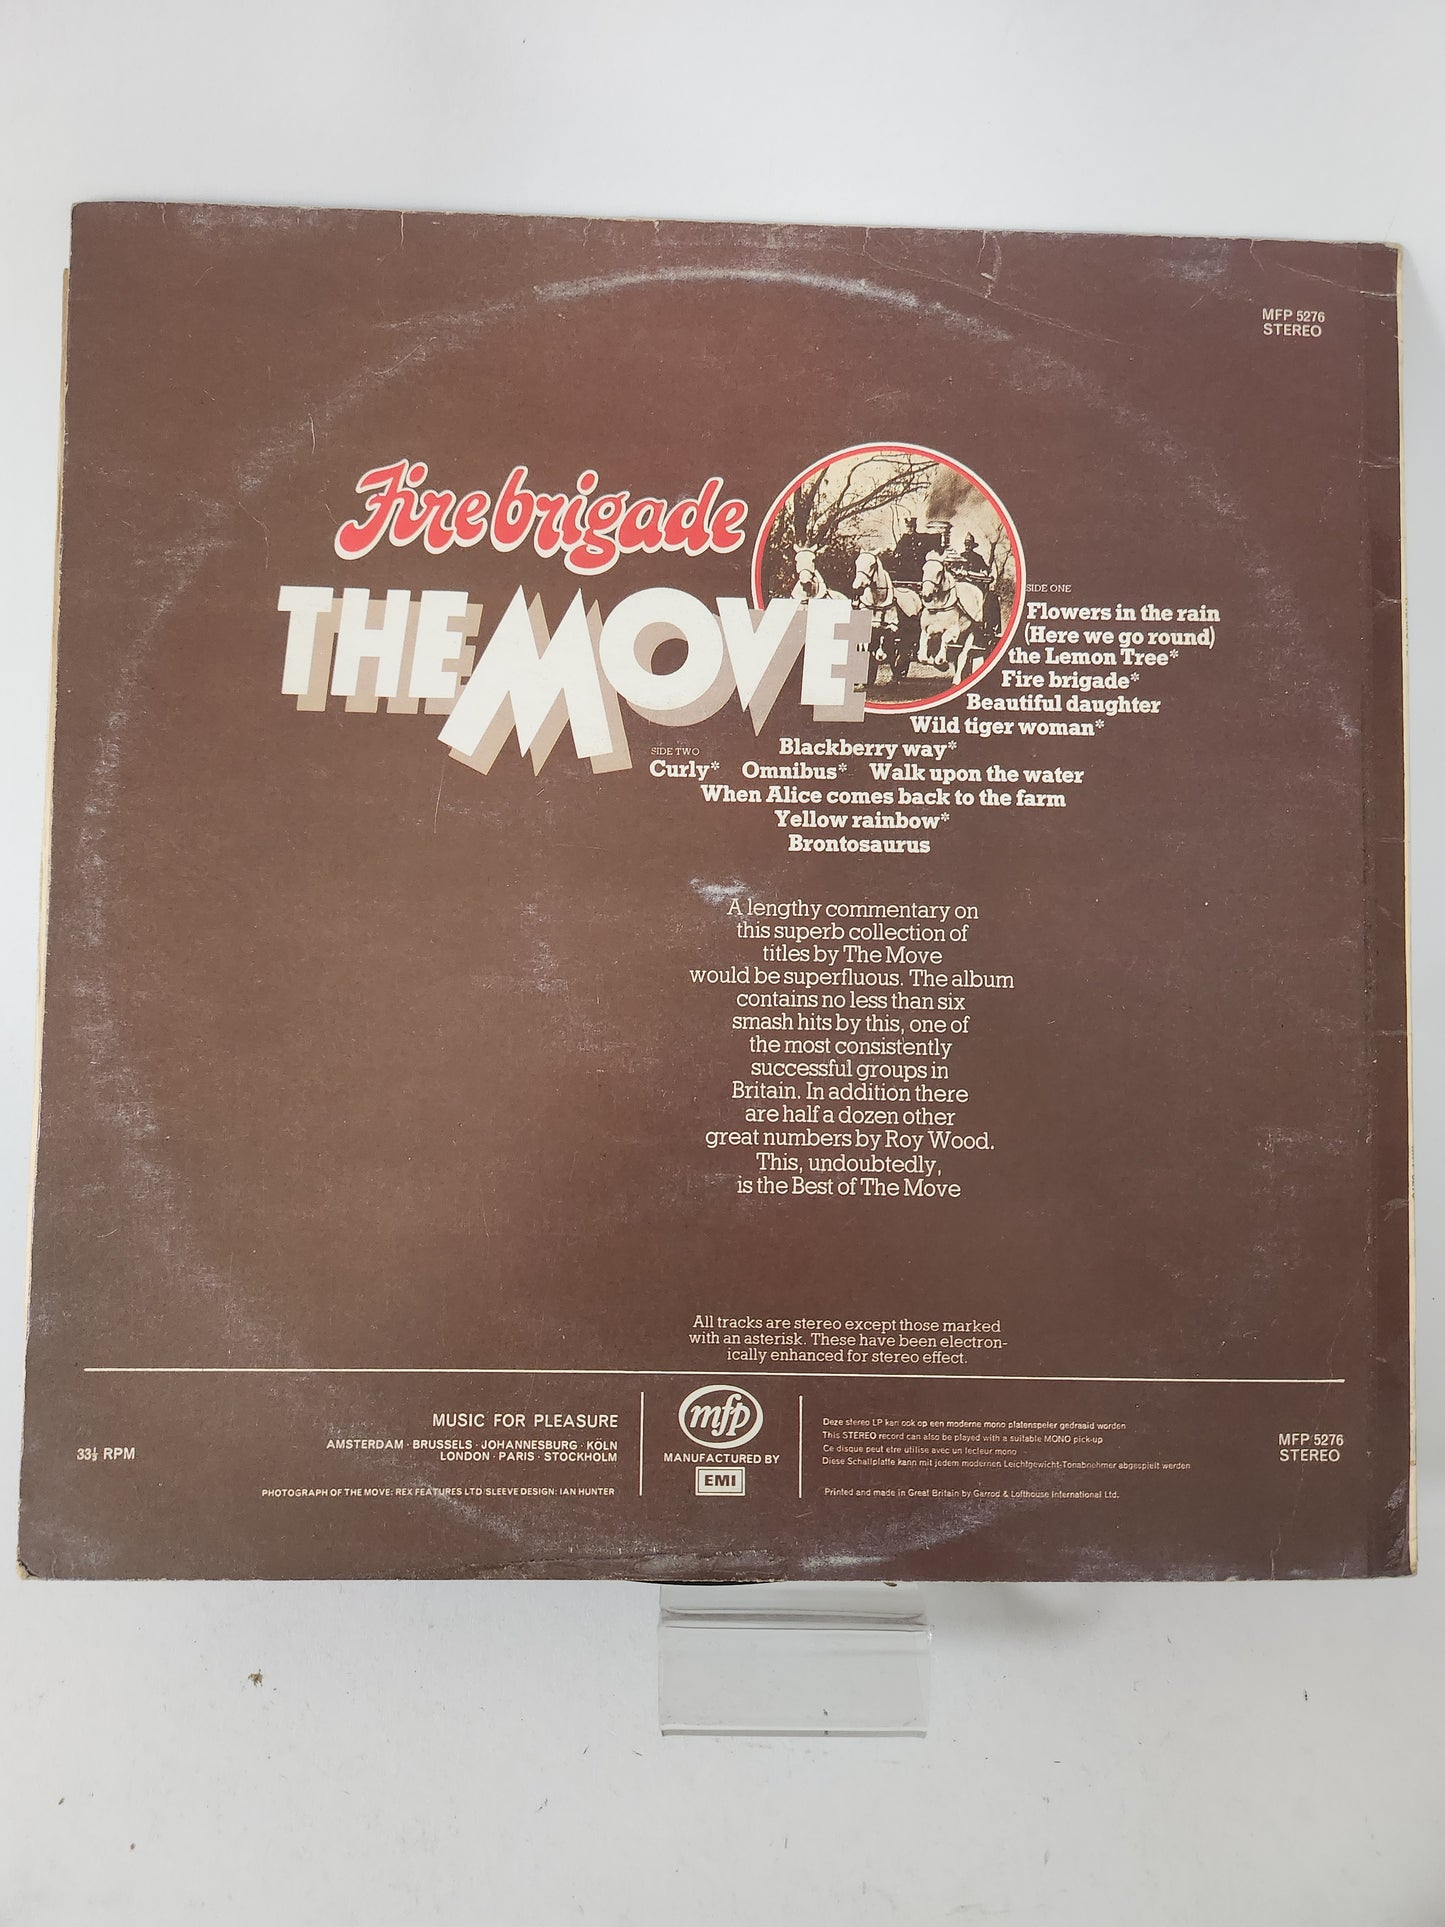 MFP 5276
STEREO
Fire brigade
THE MOVE
SIDE ONE
Flowers in the rain
(Here we go round)
the Lemon Tree*
Fire brigade*
Beautiful daughter
Wild tiger woman*
Blackberry way*
SIDE TWO
Curly* Omnibus* Walk upon the water
When Alice comes back to the farm
Yellow rainbow*
Brontosaurus
A lengthy commentary on
this superb collection of
titles by The Move
would be superfluous. The album
contains no less than six
smash hits by this, one of
the most consistently
successful groups in
Britain. In addition there
are half a dozen other
great numbers by Roy Wood.
This, undoubtedly,
is the Best of The Move
All tracks are stereo except those marked
with an asterisk. These have been electron-
ically enhanced for stereo effect.
33⅓ RPM
MUSIC FOR PLEASURE
AMSTERDAM · BRUSSELS · JOHANNESBURG · KÖLN
LONDON · PARIS · STOCKHOLM
PHOTOGRAPH OF THE MOVE: REX FEATURES LTD/SLEEVE DESIGN: IAN HUNTER
mfp
MANUFACTURED BY
EMI
Deze stereo LP kan ook op een moderne mono platenspeler gedraaid worden
This STEREO record can also be played with a suitable MONO pick-up
Ce disque peut etre utilise avec un lecteur mono
Diese Schallplatte kann mit jedem modernen Leichtgewicht-Tonabnehmer abgespielt werden
Printed and made in Great Britain by Garrod & Lofthouse International Ltd.
MFP 5276
STEREO